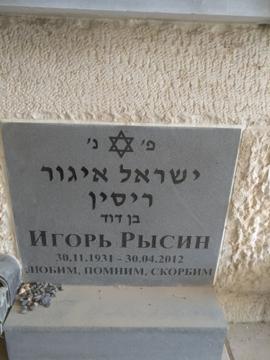 פ׳ נ׳
ישראל איגור
ריסין
בן דוד
ИГОРЬ РЫСИН
30.11.1931 - 30.04.2012
ЛЮБИМ, ПОМНИМ, СКОРБИМ